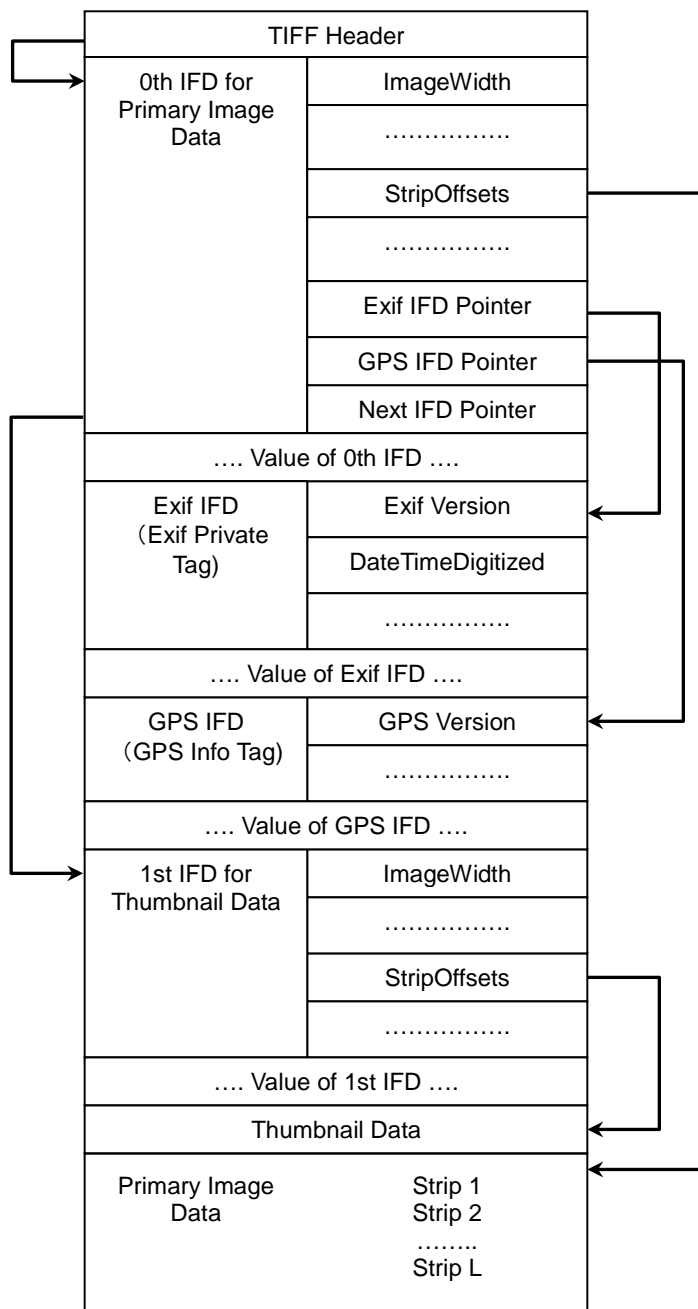 TIFF Header
0th IFD for
Primary Image
Data
ImageWidth
…………….
StripOffsets
…………….
Exif IFD Pointer
GPS IFD Pointer
Next IFD Pointer
…. Value of 0th IFD ….
Exif IFD
（Exif Private
Tag)
Exif Version
DateTimeDigitized
…………….
…. Value of Exif IFD ….
GPS IFD
（GPS Info Tag)
GPS Version
…………….
…. Value of GPS IFD ….
1st IFD for
Thumbnail Data
ImageWidth
…………….
StripOffsets
…………….
…. Value of 1st IFD ….
Thumbnail Data
Primary Image
Data
Strip 1
Strip 2
……..
Strip L